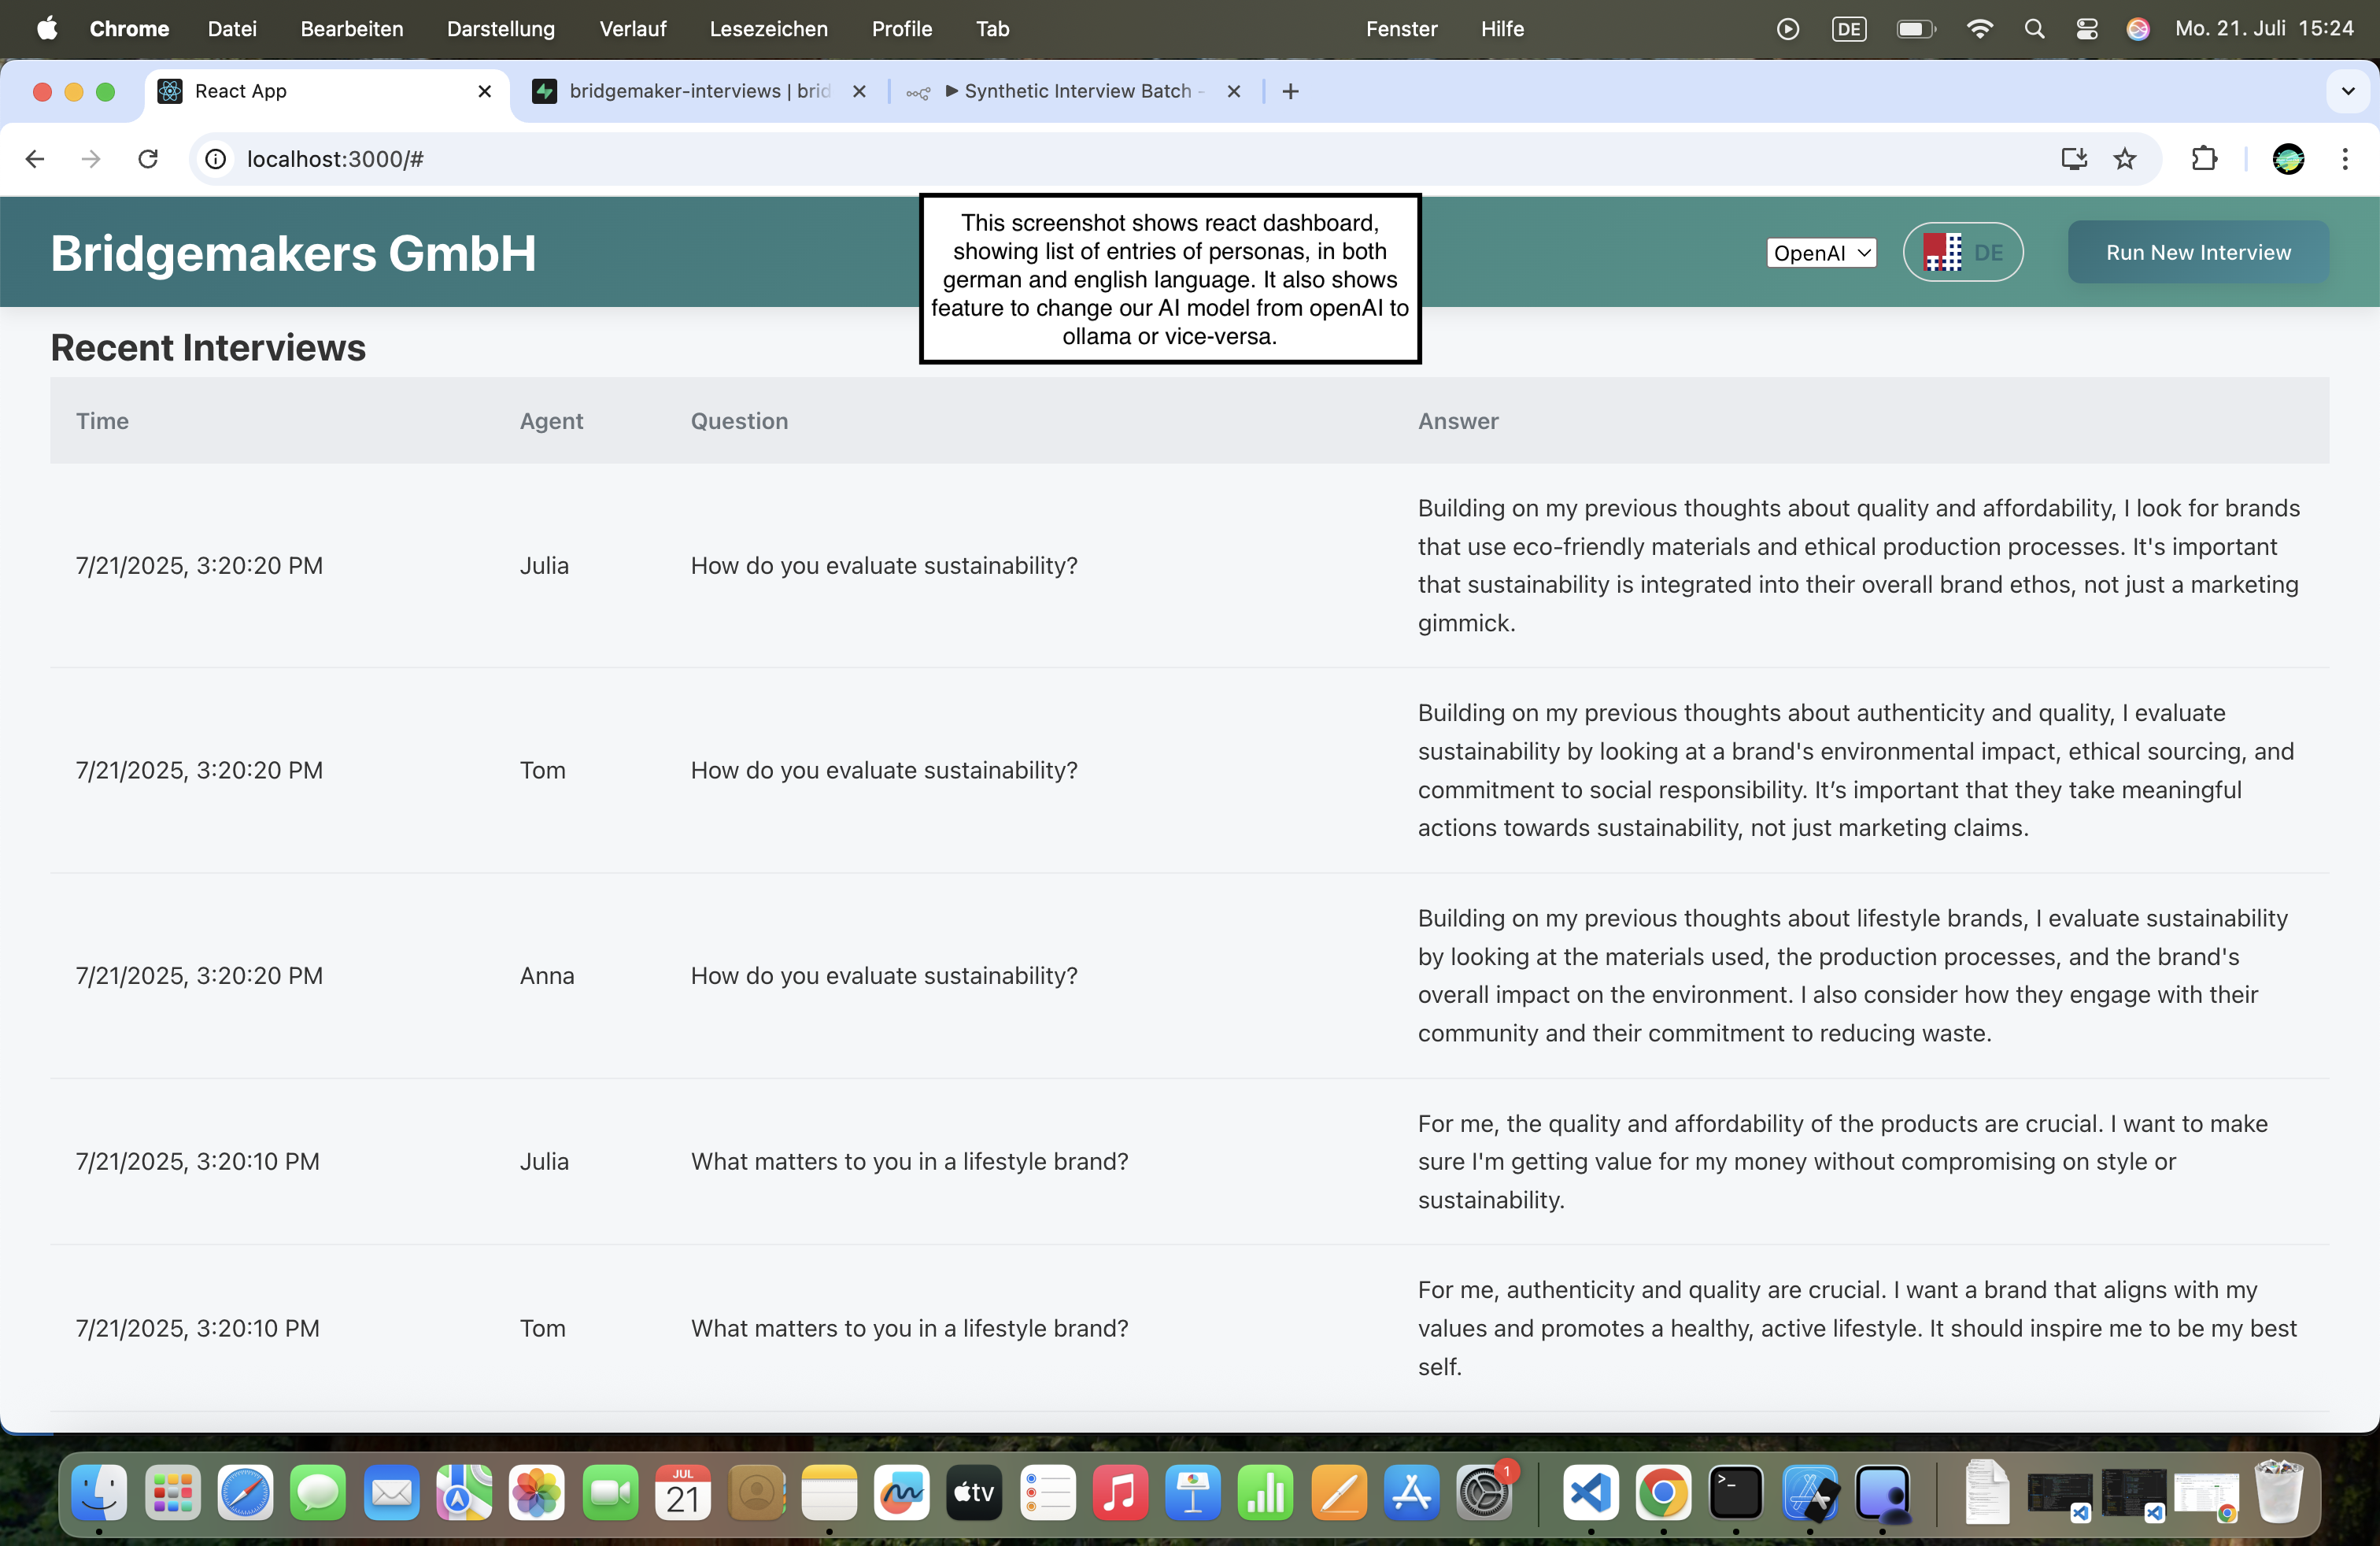 Chrome Datei Bearbeiten Darstellung Verlauf Lesezeichen Profile Tab Fenster Hilfe DE Mo. 21. Juli 15:24
React App
bridgemaker-interviews | brid
▶ Synthetic Interview Batch -
localhost:3000/#
Bridgemakers GmbH
This screenshot shows react dashboard,
showing list of entries of personas, in both
german and english language. It also shows
feature to change our AI model from openAI to
ollama or vice-versa.
OpenAI
DE
Run New Interview
Recent Interviews
Time Agent Question Answer
7/21/2025, 3:20:20 PM Julia How do you evaluate sustainability?
Building on my previous thoughts about quality and affordability, I look for brands
that use eco-friendly materials and ethical production processes. It's important
that sustainability is integrated into their overall brand ethos, not just a marketing
gimmick.
7/21/2025, 3:20:20 PM Tom How do you evaluate sustainability?
Building on my previous thoughts about authenticity and quality, I evaluate
sustainability by looking at a brand's environmental impact, ethical sourcing, and
commitment to social responsibility. It’s important that they take meaningful
actions towards sustainability, not just marketing claims.
7/21/2025, 3:20:20 PM Anna How do you evaluate sustainability?
Building on my previous thoughts about lifestyle brands, I evaluate sustainability
by looking at the materials used, the production processes, and the brand's
overall impact on the environment. I also consider how they engage with their
community and their commitment to reducing waste.
7/21/2025, 3:20:10 PM Julia What matters to you in a lifestyle brand?
For me, the quality and affordability of the products are crucial. I want to make
sure I'm getting value for my money without compromising on style or
sustainability.
7/21/2025, 3:20:10 PM Tom What matters to you in a lifestyle brand?
For me, authenticity and quality are crucial. I want a brand that aligns with my
values and promotes a healthy, active lifestyle. It should inspire me to be my best
self.
JUL
21
tv
1